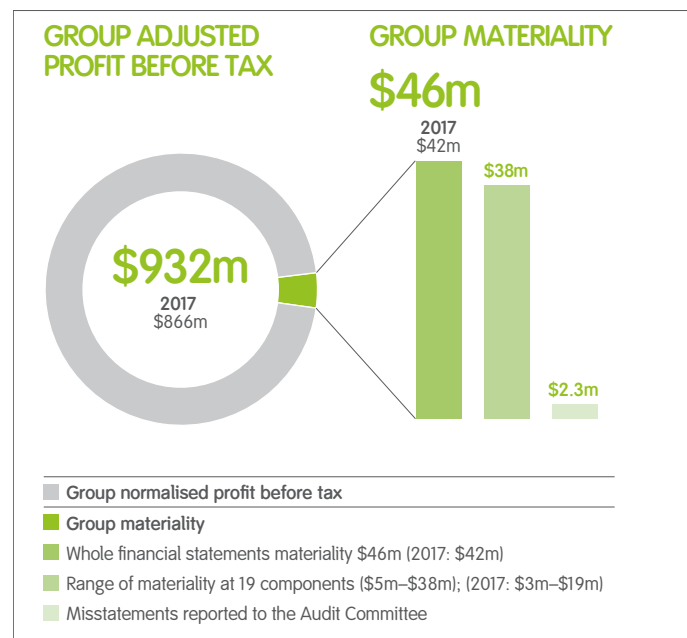 GROUP ADJUSTED
PROFIT BEFORE TAX
GROUP MATERIALITY
$46m
2017
$42m
$38m
$2.3m
$932m
2017
$866m
Group normalised profit before tax
Group materiality
Whole financial statements materiality $46m (2017: $42m)
Range of materiality at 19 components ($5m–$38m); (2017: $3m–$19m)
Misstatements reported to the Audit Committee